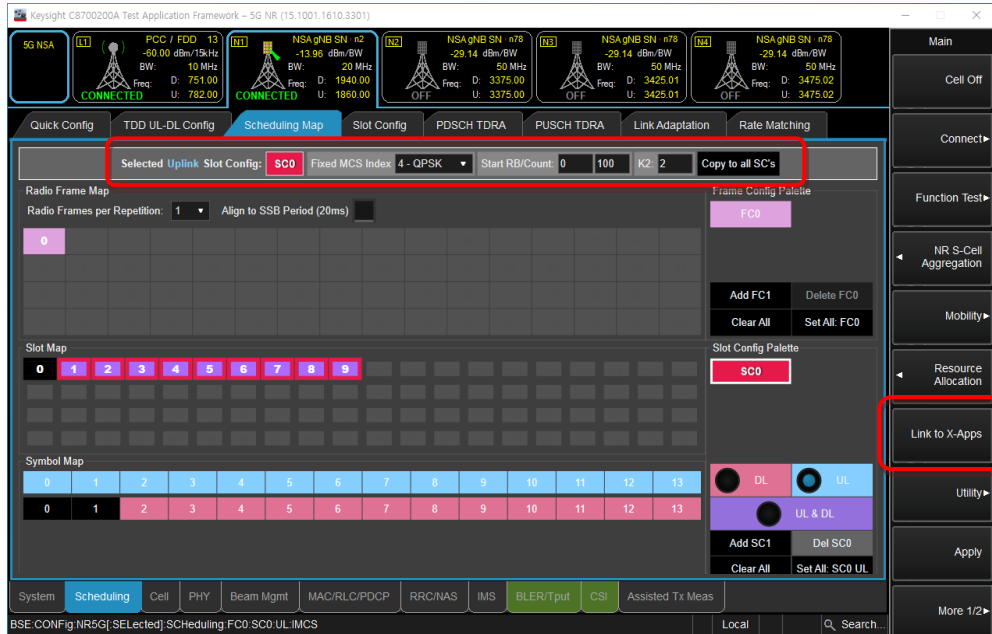 Keysight C8700200A Test Application Framework – 5G NR (15.1001.1610.3301)
5G NSA
L1 PCC / FDD 13
-60.00 dBm/15kHz
BW: 10 MHz
Freq: D: 751.00
CONNECTED U: 782.00
N1 NSA gNB SN · n2
-13.96 dBm/BW
BW: 20 MHz
Freq: D: 1940.00
CONNECTED U: 1860.00
N2 NSA gNB SN · n78
-29.14 dBm/BW
BW: 50 MHz
Freq: D: 3375.00
OFF U: 3375.00
N3 NSA gNB SN · n78
-29.14 dBm/BW
BW: 50 MHz
Freq: D: 3425.01
OFF U: 3425.01
N4 NSA gNB SN · n78
-29.14 dBm/BW
BW: 50 MHz
Freq: D: 3475.02
OFF U: 3475.02
Quick Config TDD UL-DL Config Scheduling Map Slot Config PDSCH TDRA PUSCH TDRA Link Adaptation Rate Matching
Selected Uplink Slot Config: SC0 Fixed MCS Index 4 - QPSK Start RB/Count: 0 100 K2: 2 Copy to all SC's
Radio Frame Map
Radio Frames per Repetition: 1 Align to SSB Period (20ms)
0
Frame Config Palette
FC0
Add FC1 Delete FC0
Clear All Set All: FC0
Slot Map
0 1 2 3 4 5 6 7 8 9
Slot Config Palette
SC0
Symbol Map
0 1 2 3 4 5 6 7 8 9 10 11 12 13
0 1 2 3 4 5 6 7 8 9 10 11 12 13
DL UL
UL & DL
Add SC1 Del SC0
Clear All Set All: SC0 UL
System Scheduling Cell PHY Beam Mgmt MAC/RLC/PDCP RRC/NAS IMS BLER/Tput CSI Assisted Tx Meas
BSE:CONFig:NR5G[:SELected]:SCHeduling:FC0:SC0:UL:IMCS
Local Search...
Main
Cell Off
Connect
Function Test
NR S-Cell
Aggregation
Mobility
Resource
Allocation
Link to X-Apps
Utility
Apply
More 1/2